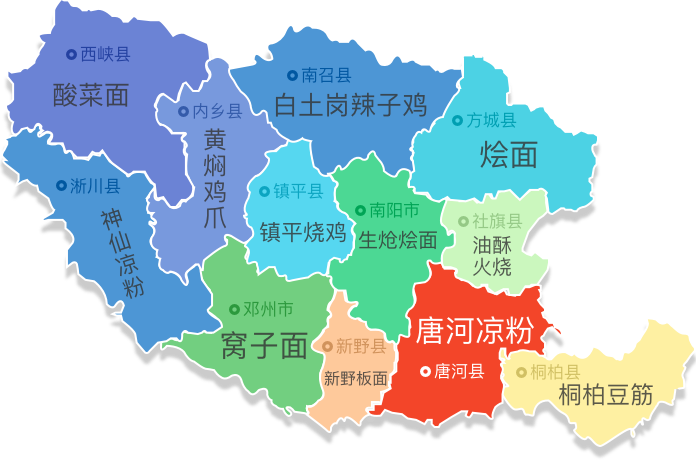 西峡县
酸菜面
南召县
白土岗辣子鸡
内乡县
黄焖鸡爪
方城县
烩面
淅川县
神仙凉粉
镇平县
镇平烧鸡
南阳市
生炝烩面
社旗县
油酥
火烧
邓州市
窝子面
新野县
新野板面
唐河凉粉
唐河县
桐柏县
桐柏豆筋